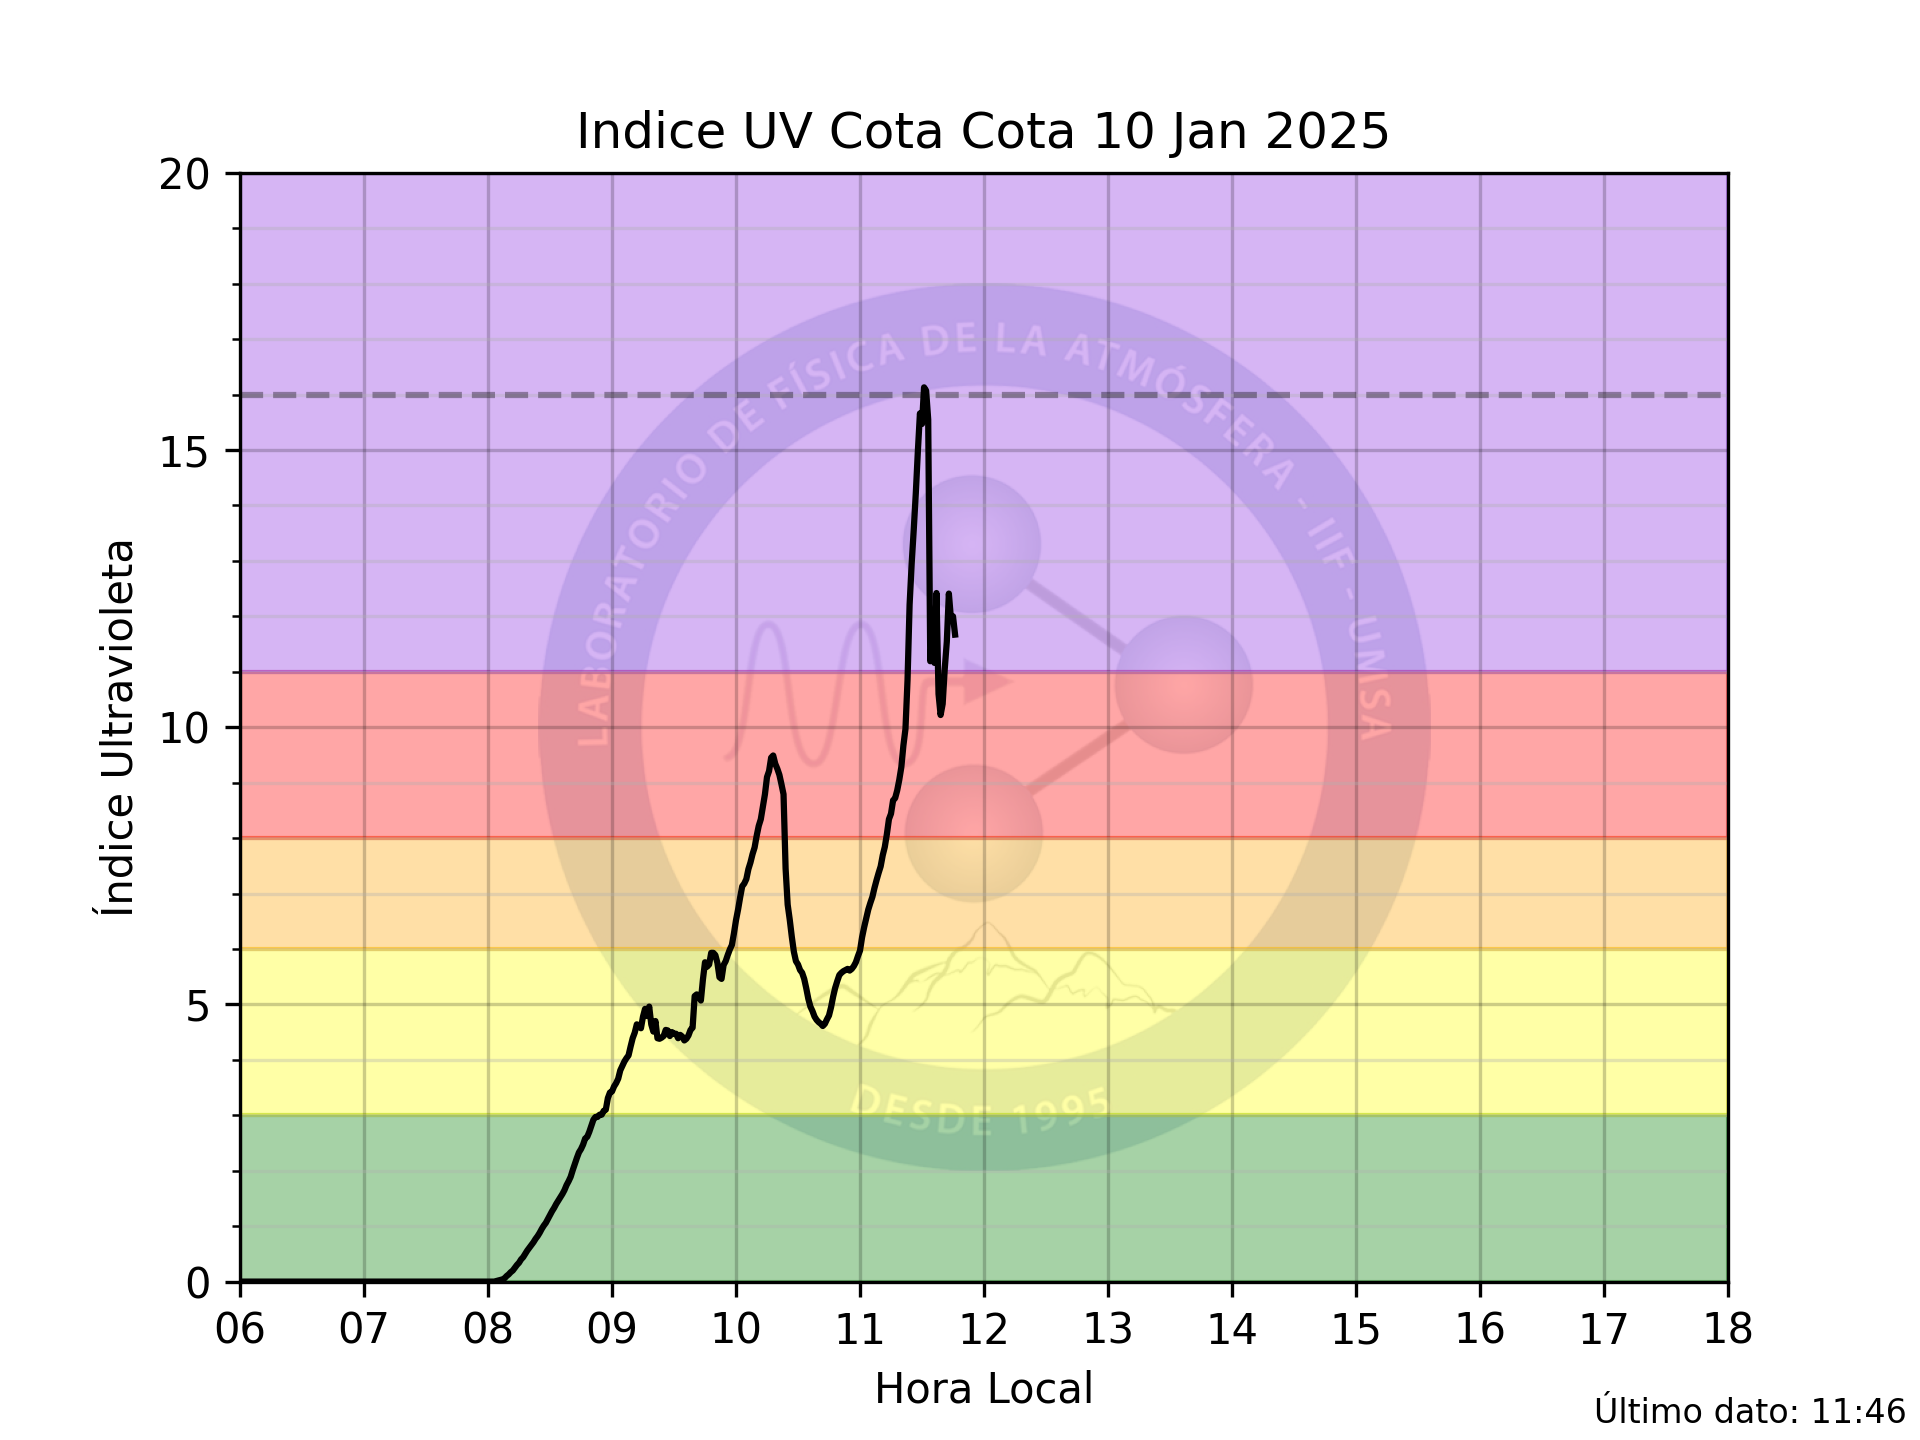 Indice UV Cota Cota 10 Jan 2025
20
15
10
5
0
Índice Ultravioleta
LABORATORIO DE FÍSICA DE LA ATMÓSFERA - IIF - UMSA
DESDE 1995
06 07 08 09 10 11 12 13 14 15 16 17 18
Hora Local
Último dato: 11:46